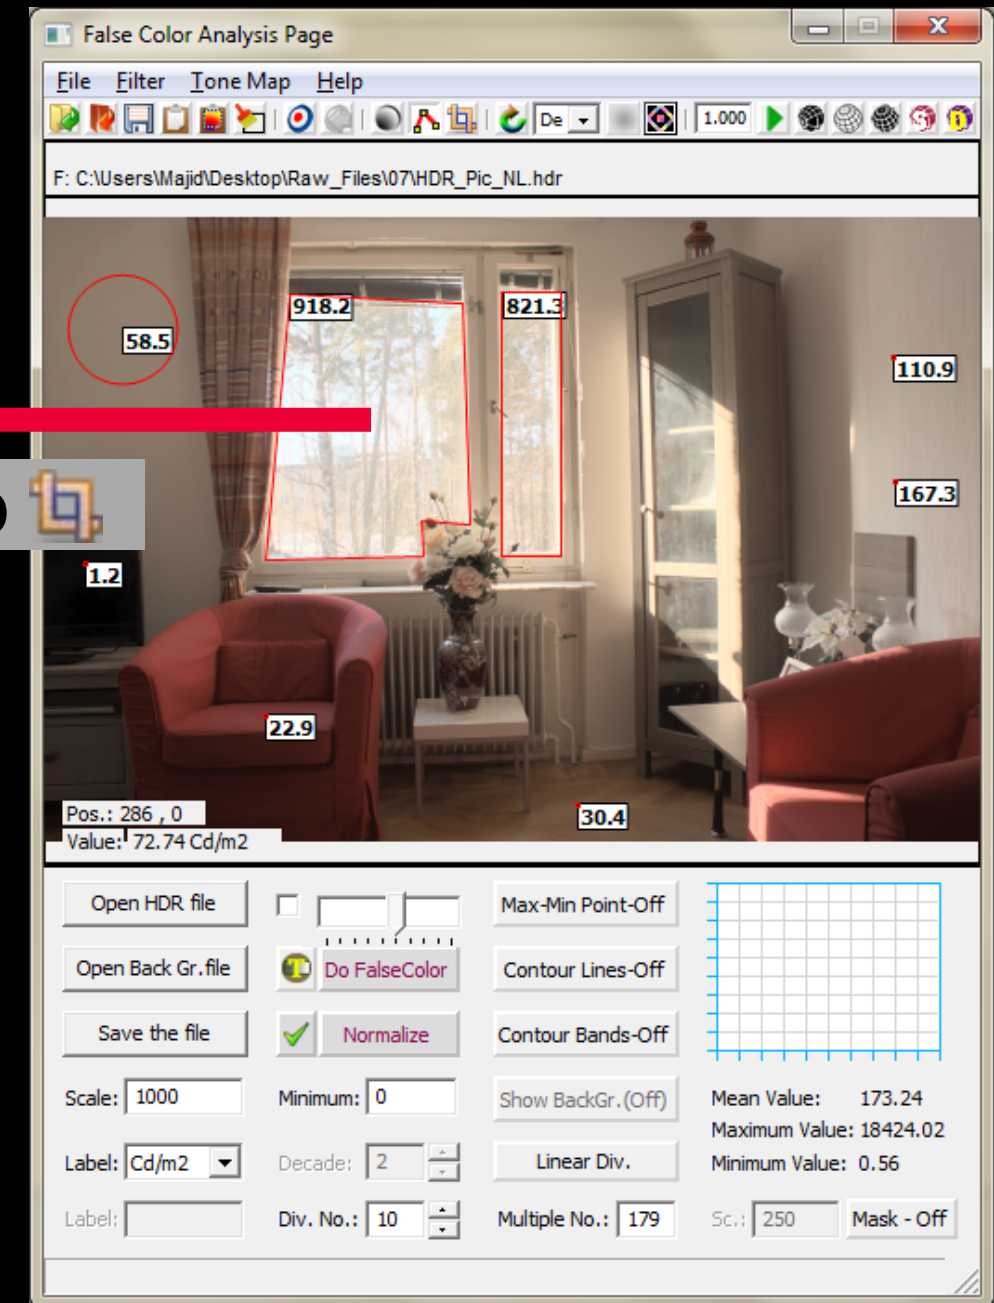 False Color Analysis Page
File Filter Tone Map Help
De 1.000
F: C:\Users\Majid\Desktop\Raw_Files\07\HDR_Pic_NL.hdr
918.2 821.3
58.5
110.9
167.3
1.2
22.9
30.4
Pos.: 286 , 0
Value: 72.74 Cd/m2
Open HDR file Max-Min Point-Off
Open Back Gr.file Do FalseColor Contour Lines-Off
Save the file Normalize Contour Bands-Off
Scale: 1000 Minimum: 0 Show BackGr.(Off) Mean Value: 173.24
Maximum Value: 18424.02
Label: Cd/m2 Decade: 2 Linear Div. Minimum Value: 0.56
Label: Div. No.: 10 Multiple No.: 179 Sc.: 250 Mask - Off